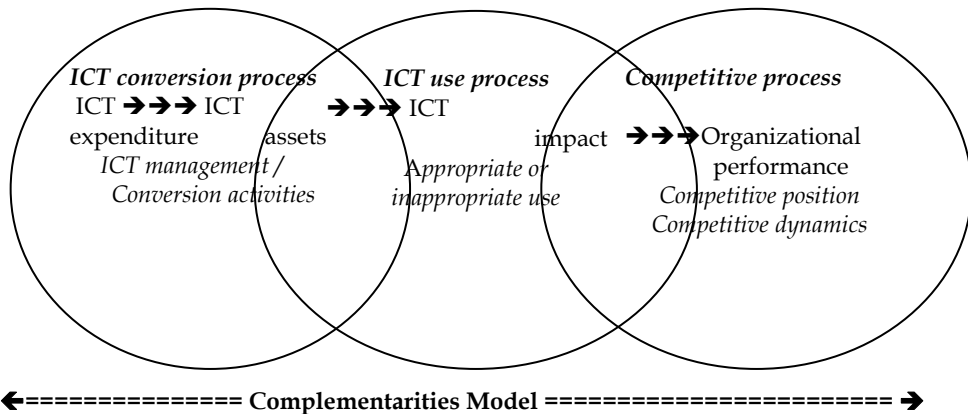 ICT conversion process ICT use process Competitive process
ICT ➔➔➔➔ ICT ➔➔➔➔ ICT
expenditure assets impact ➔➔➔➔Organizational
ICT management / Appropriate or performance
Conversion activities inappropriate use Competitive position
Competitive dynamics
🡸=============== Complementarities Model ======================== ➔